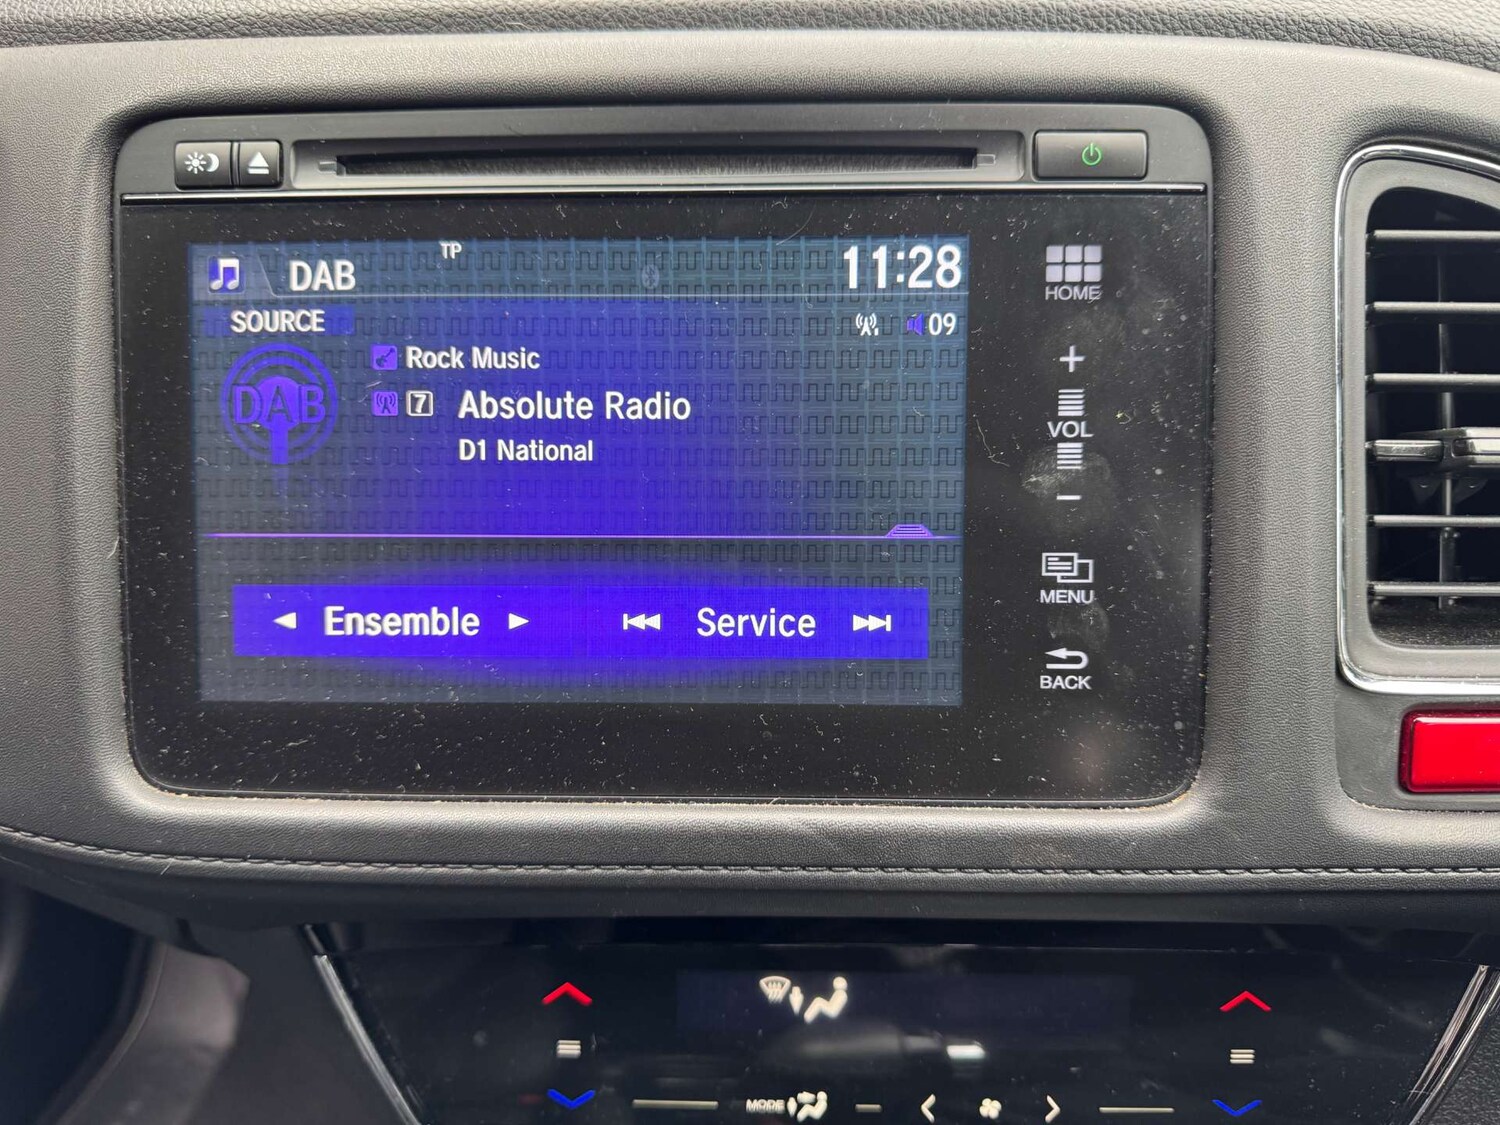 TP
DAB
11:28
SOURCE
09
Rock Music
DAB
7
Absolute Radio
D1 National
Ensemble
Service
HOME
VOL
MENU
BACK
MODE